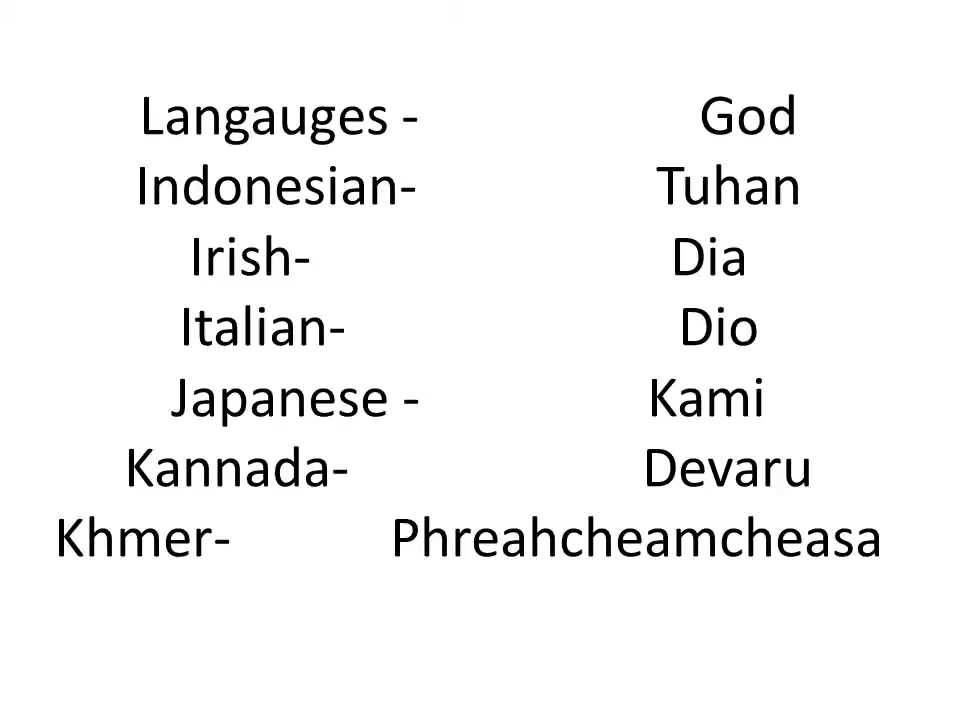 Langauges - God
Indonesian- Tuhan
Irish- Dia
Italian- Dio
Japanese - Kami
Kannada- Devaru
Khmer- Phreahcheamcheasa